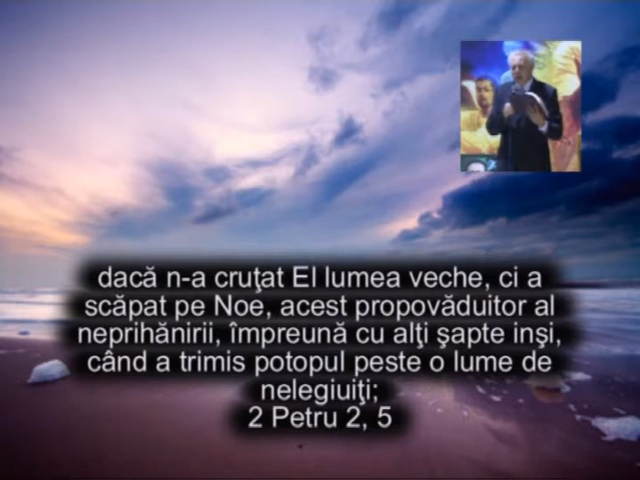 dacă n-a cruţat El lumea veche, ci a
scăpat pe Noe, acest propovăduitor al
neprihănirii, împreună cu alţi şapte inşi,
când a trimis potopul peste o lume de
nelegiuiţi;
2 Petru 2, 5